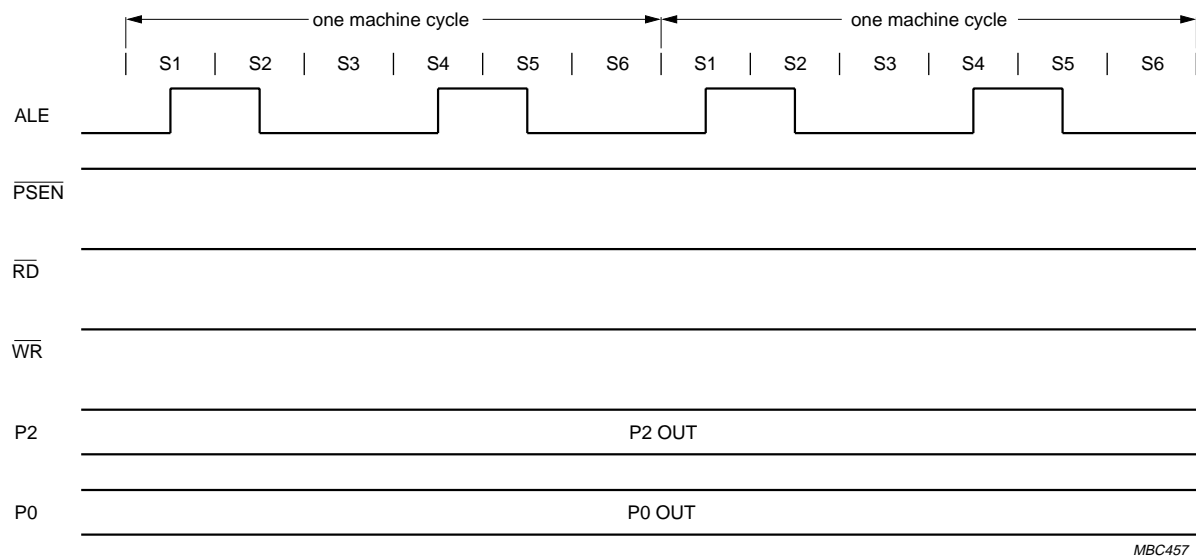 one machine cycle one machine cycle
S1 S2 S3 S4 S5 S6 S1 S2 S3 S4 S5 S6
ALE
PSEN
RD
WR
P2 P2 OUT
P0 P0 OUT
MBC457